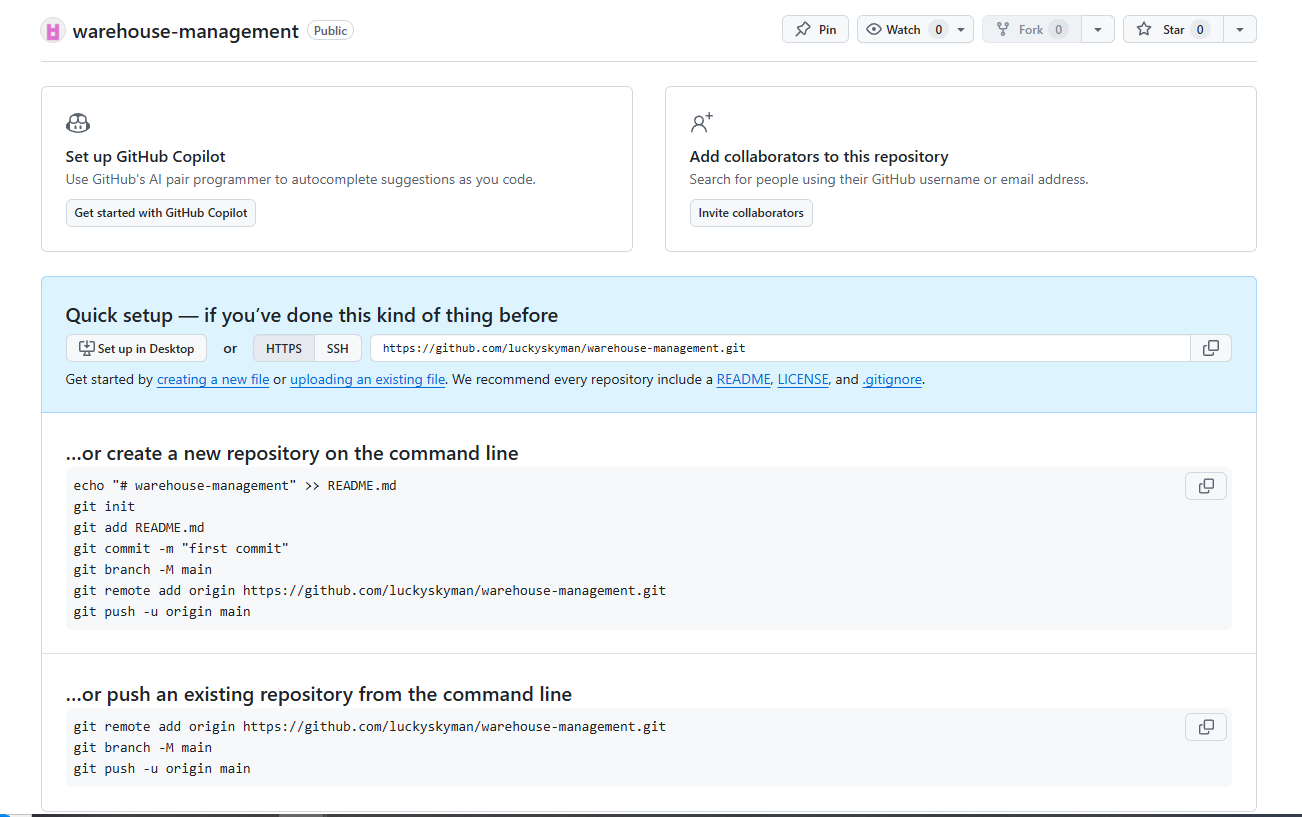 warehouse-management Public
Pin Watch 0 Fork 0 Star 0
Set up GitHub Copilot
Use GitHub's AI pair programmer to autocomplete suggestions as you code.
Get started with GitHub Copilot
Add collaborators to this repository
Search for people using their GitHub username or email address.
Invite collaborators
Quick setup — if you’ve done this kind of thing before
Set up in Desktop or HTTPS SSH https://github.com/luckyskyman/warehouse-management.git
Get started by creating a new file or uploading an existing file. We recommend every repository include a README, LICENSE, and .gitignore.
…or create a new repository on the command line
echo "# warehouse-management" >> README.md
git init
git add README.md
git commit -m "first commit"
git branch -M main
git remote add origin https://github.com/luckyskyman/warehouse-management.git
git push -u origin main
…or push an existing repository from the command line
git remote add origin https://github.com/luckyskyman/warehouse-management.git
git branch -M main
git push -u origin main